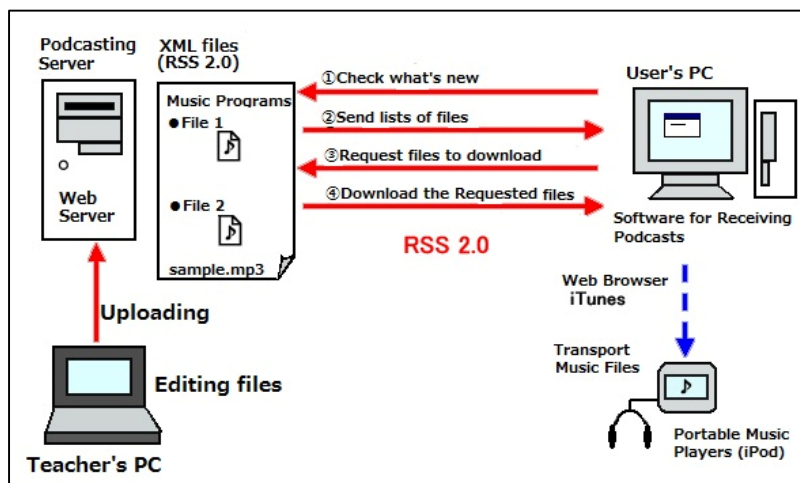 Podcasting
Server
XML files
(RSS 2.0)
①Check what's new
User's PC
Music Programs
②Send lists of files
●File 1
③Request files to download
Web
Server
●File 2
④Download the Requested files
Software for Receiving
Podcasts
RSS 2.0
sample.mp3
Web Browser
iTunes
Uploading
Transport
Music Files
Editing files
Portable Music
Players (iPod)
Teacher's PC